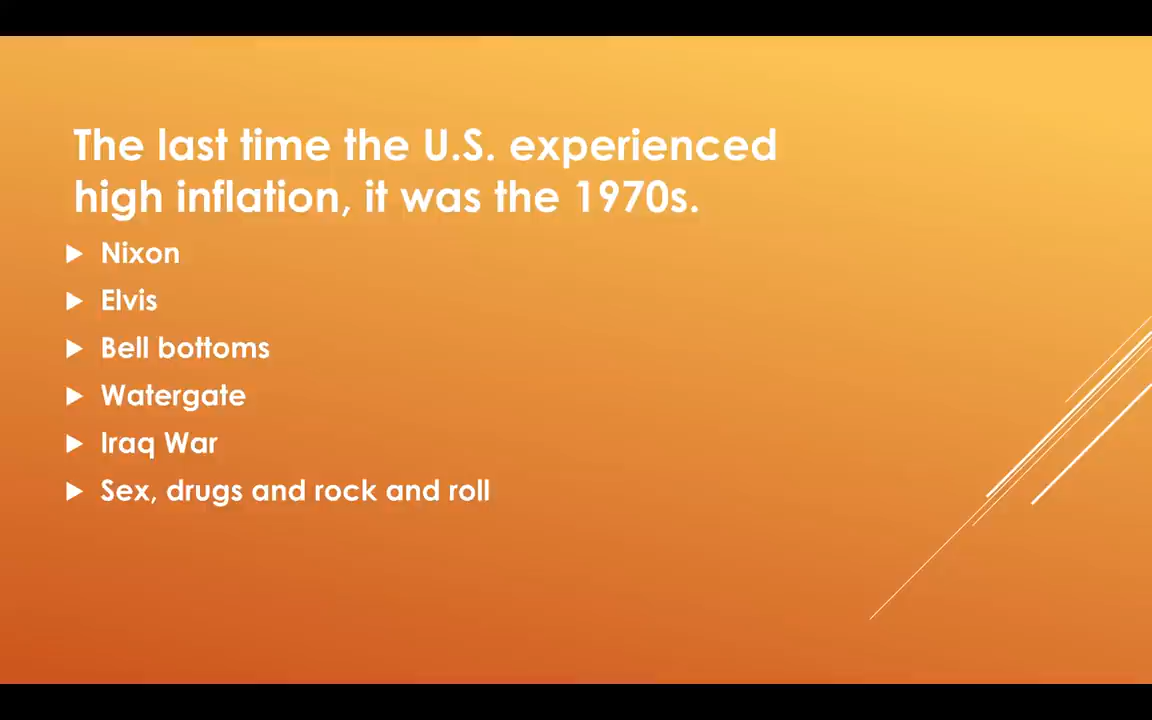 The last time the U.S. experienced
high inflation, it was the 1970s.
Nixon
Elvis
Bell bottoms
Watergate
Iraq War
Sex, drugs and rock and roll